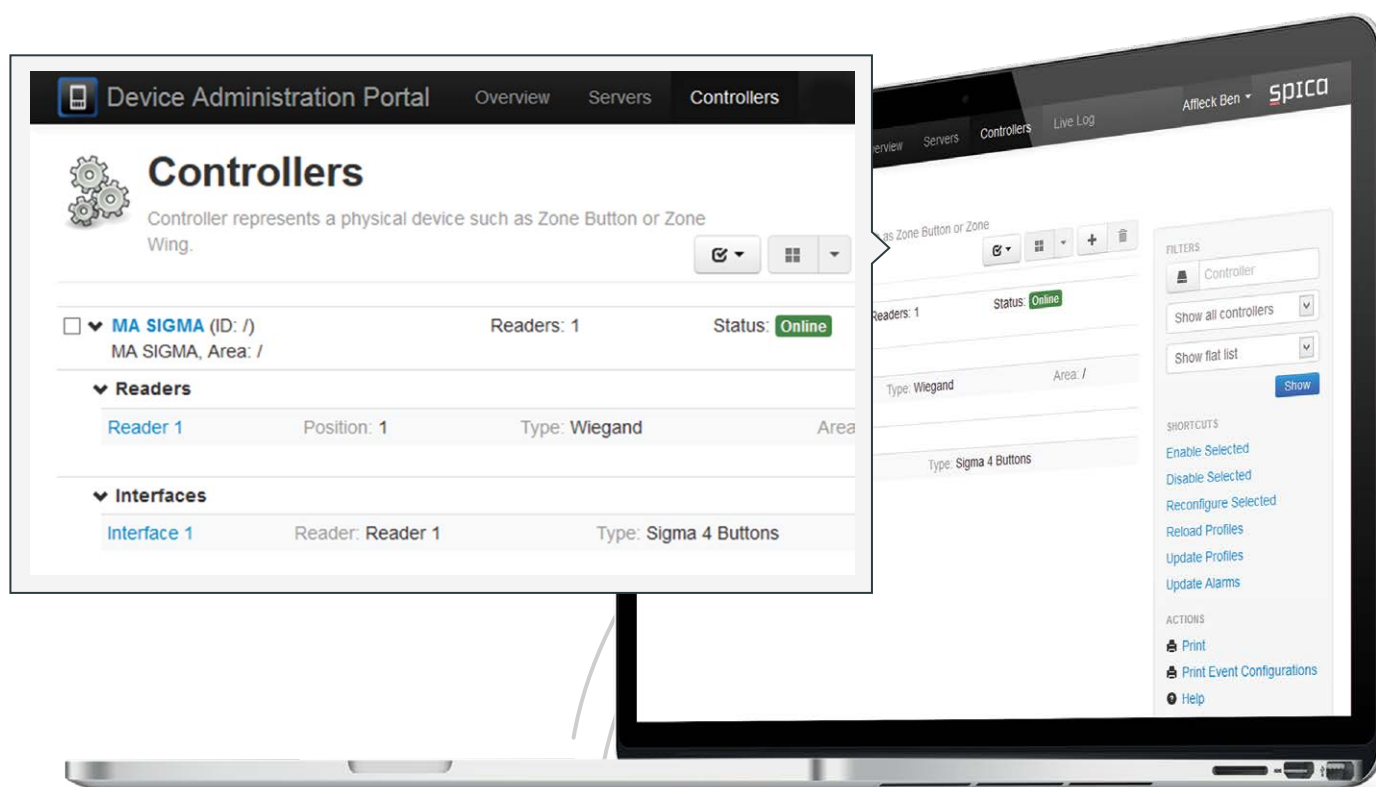 Device Administration Portal Overview Servers Controllers
Controllers
Controller represents a physical device such as Zone Button or Zone
Wing.
MA SIGMA (ID: /) Readers: 1 Status: Online
MA SIGMA, Area: /
Readers
Reader 1 Position: 1 Type: Wiegand Area
Interfaces
Interface 1 Reader: Reader 1 Type: Sigma 4 Buttons
Servers Controllers Live Log Affleck Ben spica
as Zone Button or Zone
Readers: 1 Status: Online
Type: Wiegand Area: /
Type: Sigma 4 Buttons
FILTERS
Controller
Show all controllers
Show flat list
Show
SHORTCUTS
Enable Selected
Disable Selected
Reconfigure Selected
Reload Profiles
Update Profiles
Update Alarms
ACTIONS
Print
Print Event Configurations
Help